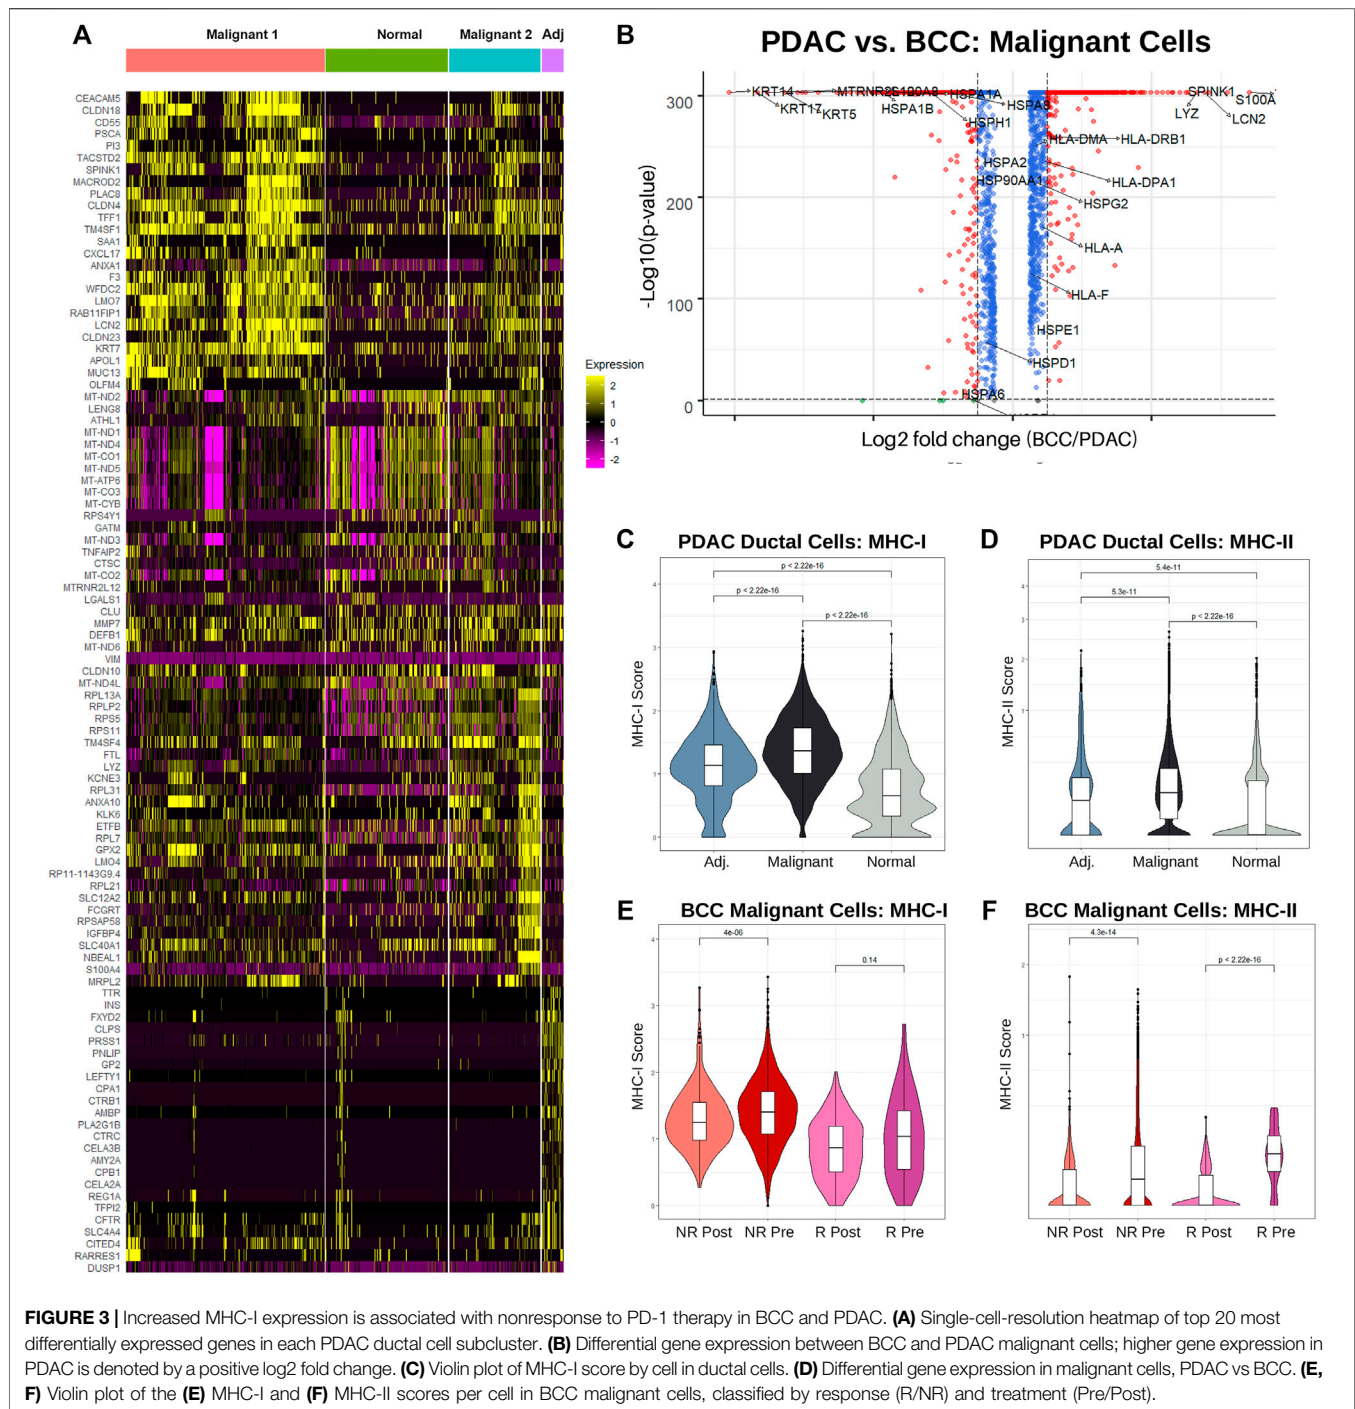 A
Malignant 1
Normal
Malignant 2
Adj
CEACAM5
CLDN18
CD55
PSCA
PI3
TACSTD2
SPINK1
MACROD2
PLAC8
CLDN4
TFF1
TM4SF1
SAA1
CXCL17
ANXA1
F3
WFDC2
LMO7
RAB11FIP1
LCN2
CLDN23
KRT7
APOL1
MUC13
OLFM4
MT-ND2
LENG8
ATHL1
MT-ND1
MT-ND4
MT-CO1
MT-ND5
MT-ATP6
MT-CO3
MT-CYB
RPS4Y1
GATM
MT-ND3
TNFAIP2
CTSC
MT-CO2
MTRNR2L12
LGALS1
CLU
MMP7
DEFB1
MT-ND6
VIM
CLDN10
MT-ND4L
RPL13A
RPLP2
RPS5
RPS11
TM4SF4
FTL
LYZ
KCNE3
RPL31
ANXA10
KLK6
ETFB
RPL7
GPX2
LMO4
RP11-1143G9.4
RPL21
SLC12A2
FCGRT
RPSAP58
IGFBP4
SLC40A1
NBEAL1
S100A4
MRPL2
TTR
INS
FXYD2
CLPS
PRSS1
PNLIP
GP2
LEFTY1
CPA1
CTRB1
AMBP
PLA2G1B
CTRC
CELA3B
AMY2A
CPB1
CELA2A
REG1A
TFPI2
CFTR
SLC4A4
CITED4
RARRES1
DUSP1
Expression
2
1
0
-1
-2
B
PDAC vs. BCC: Malignant Cells
-Log10(p-value)
300
200
100
0
KRT14
KRT17
KRT5
HSPA1B
HSPA1A
HSPA8
HSPH1
SPINK1
S100A
LYZ
LCN2
HLA-DMA
HLA-DRB1
HSPA2
HSP90AA1
HLA-DPA1
HSPG2
HLA-A
HLA-F
HSPE1
HSPD1
HSPA6
Log2 fold change (BCC/PDAC)
C
PDAC Ductal Cells: MHC-I
MHC-I Score
4
3
2
1
0
p < 2.22e-16
p < 2.22e-16
p < 2.22e-16
Adj.
Malignant
Normal
D
PDAC Ductal Cells: MHC-II
MHC-II Score
4
3
2
1
5.4e-11
5.3e-11
p < 2.22e-16
Adj.
Malignant
Normal
E
BCC Malignant Cells: MHC-I
MHC-I Score
4
3
2
1
0
4e-06
0.14
NR Post
NR Pre
R Post
R Pre
F
BCC Malignant Cells: MHC-II
MHC-II Score
2
1
4.3e-14
p < 2.22e-16
NR Post
NR Pre
R Post
R Pre
FIGURE 3 | Increased MHC-I expression is associated with nonresponse to PD-1 therapy in BCC and PDAC. (A) Single-cell-resolution heatmap of top 20 most
differentially expressed genes in each PDAC ductal cell subcluster. (B) Differential gene expression between BCC and PDAC malignant cells; higher gene expression in
PDAC is denoted by a positive log2 fold change. (C) Violin plot of MHC-I score by cell in ductal cells. (D) Differential gene expression in malignant cells, PDAC vs BCC. (E,
F) Violin plot of the (E) MHC-I and (F) MHC-II scores per cell in BCC malignant cells, classified by response (R/NR) and treatment (Pre/Post).